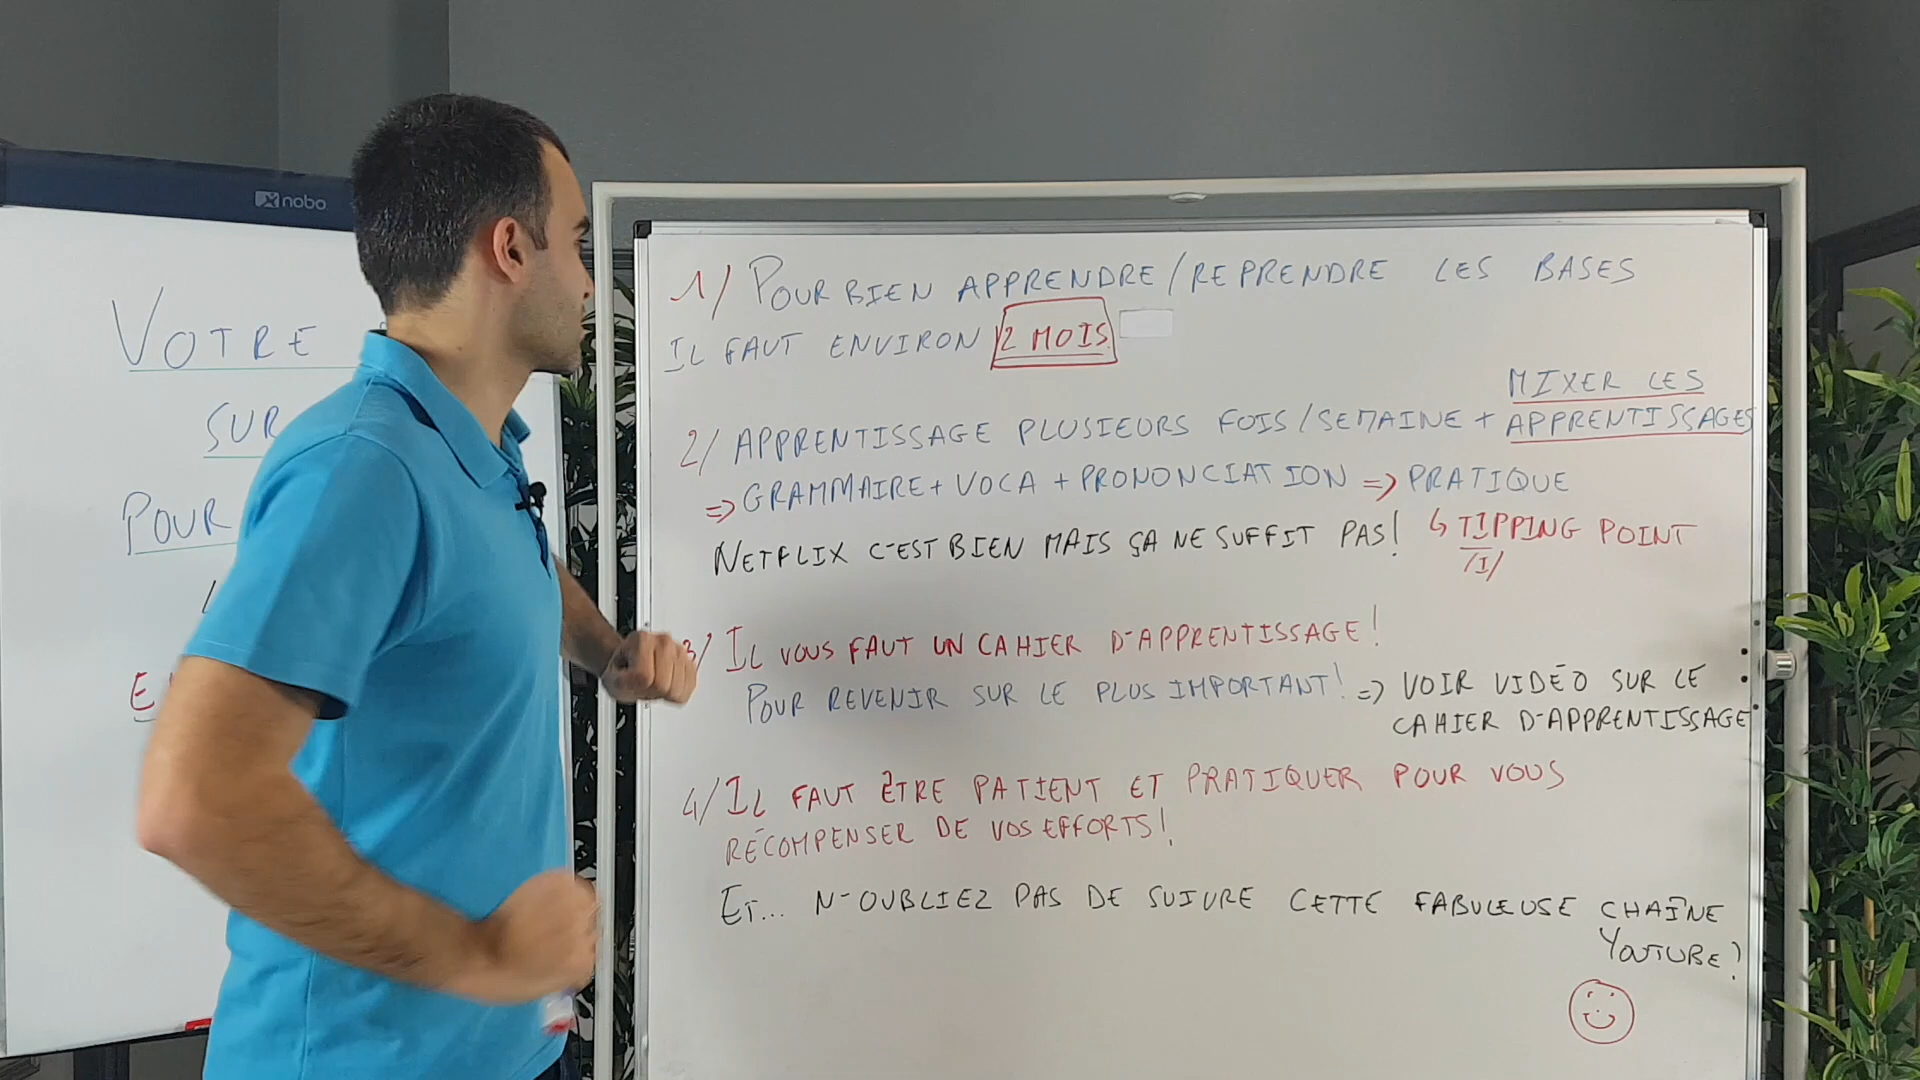 nobo
VOTRE
SUR
POUR
1/ POUR BIEN APPRENDRE/REPRENDRE LES BASES
IL FAUT ENVIRON 2 MOIS
MIXER LES
2/ APPRENTISSAGE PLUSIEURS FOIS/SEMAINE + APPRENTISSAGES
=> GRAMMAIRE + VOCA + PRONONCIATION => PRATIQUE
NETFLIX C'EST BIEN MAIS ÇA NE SUFFIT PAS! ↳ TIPPING POINT
/I/
3/ IL VOUS FAUT UN CAHIER D'APPRENTISSAGE!
POUR REVENIR SUR LE PLUS IMPORTANT! => VOIR VIDÉO SUR LE
CAHIER D'APPRENTISSAGE
4/ IL FAUT ÊTRE PATIENT ET PRATIQUER POUR VOUS
RÉCOMPENSER DE VOS EFFORTS!
ET... N'OUBLIEZ PAS DE SUIVRE CETTE FABULEUSE CHAÎNE
YOUTUBE!